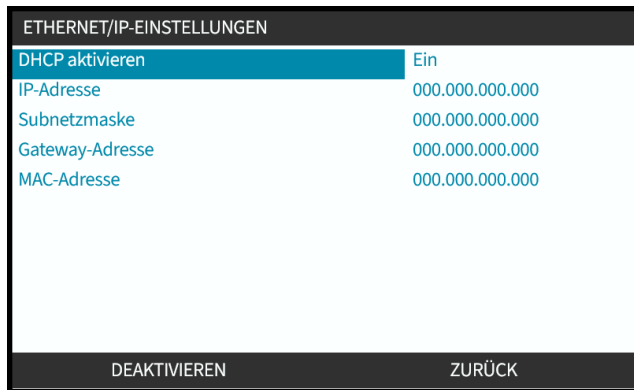 ETHERNET/IP-EINSTELLUNGEN
DHCP aktivieren Ein
IP-Adresse 000.000.000.000
Subnetzmaske 000.000.000.000
Gateway-Adresse 000.000.000.000
MAC-Adresse 000.000.000.000
DEAKTIVIEREN ZURÜCK